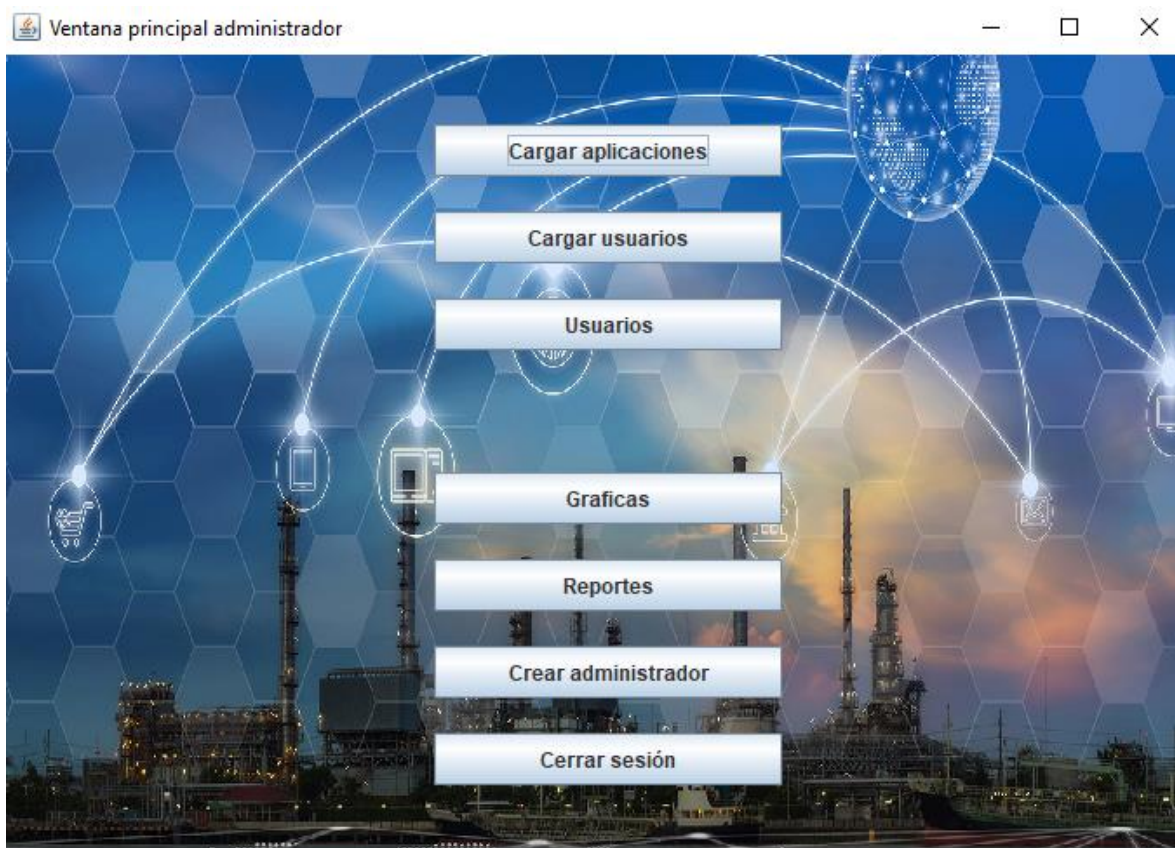 Ventana principal administrador
Cargar aplicaciones
Cargar usuarios
Usuarios
Graficas
Reportes
Crear administrador
Cerrar sesión